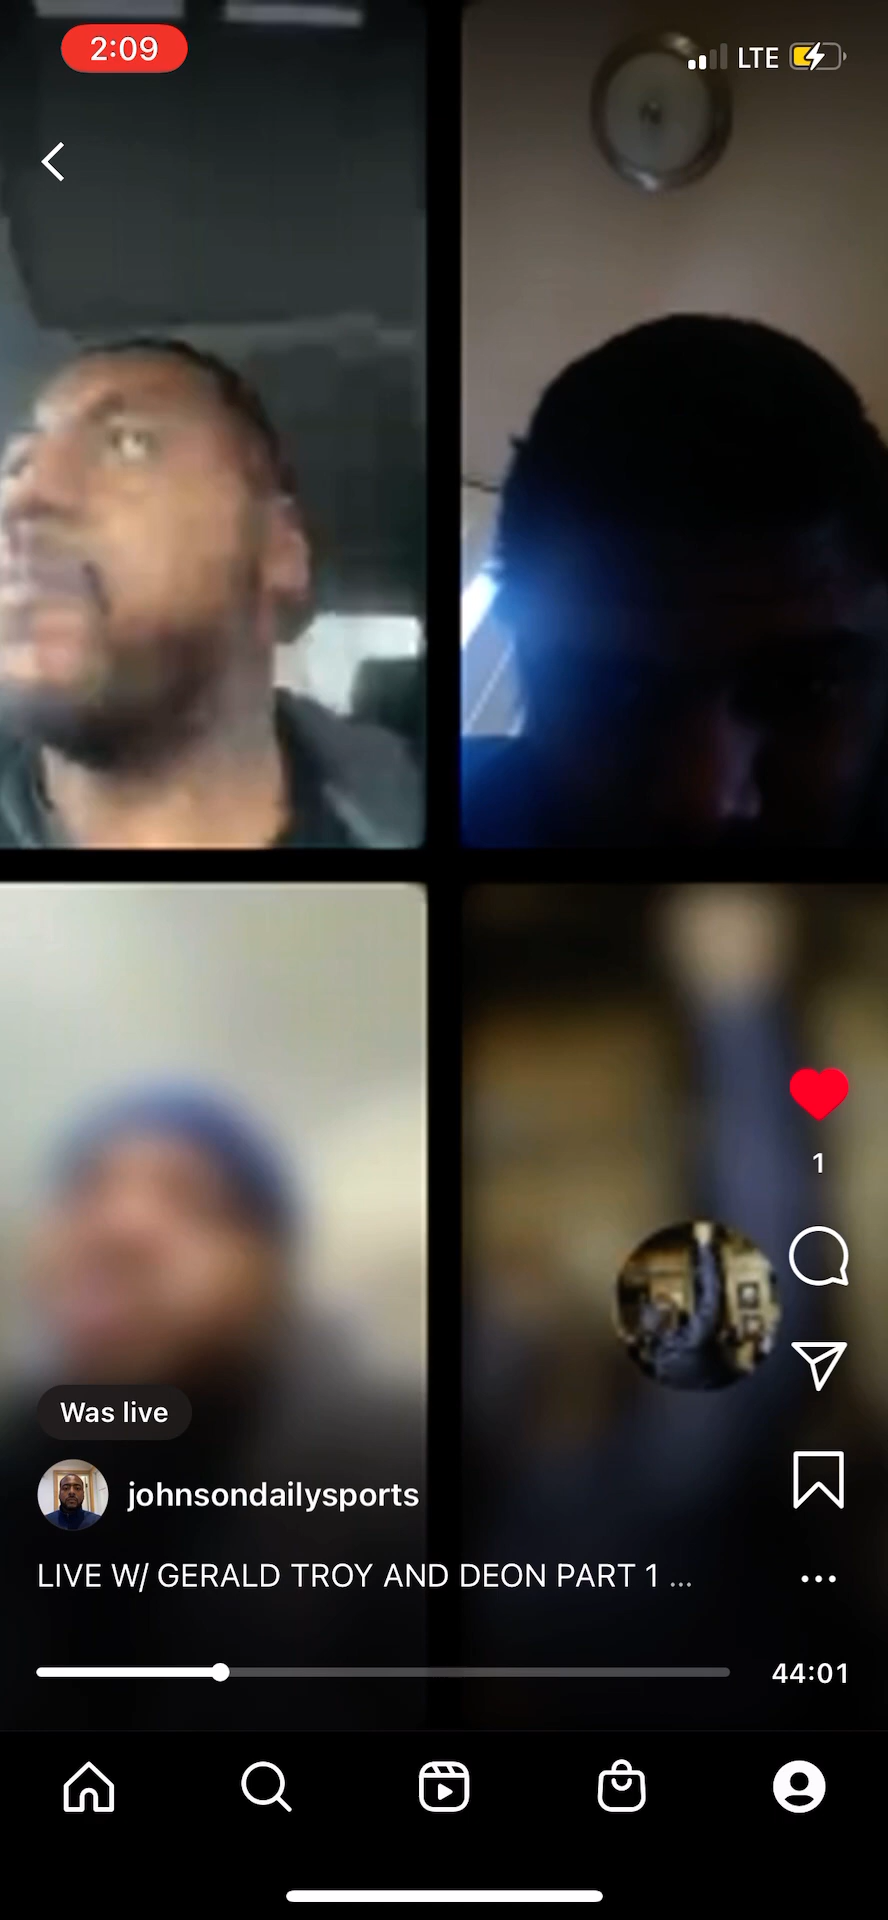 2:09
LTE
Was live
johnsondailysports
LIVE W/ GERALD TROY AND DEON PART 1 ...
1
44:01